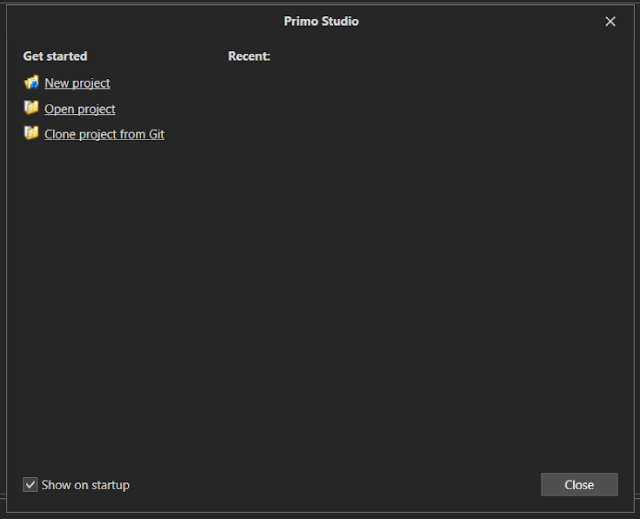 Primo Studio
Get started
Recent:
New project
Open project
Clone project from Git
Show on startup
Close